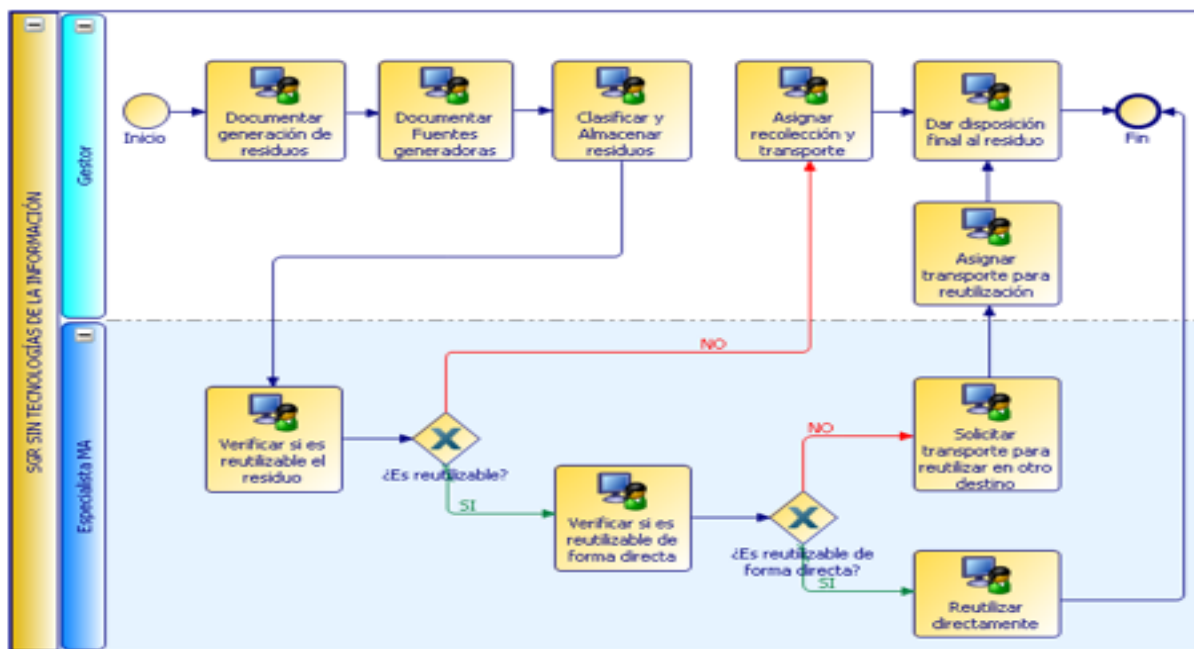 SGR SIN TECNOLOGÍAS DE LA INFORMACIÓN
Gestor
Inicio
Documentar
generación de
residuos
Documentar
Fuentes
generadoras
Clasificar y
Almacenar
residuos
Asignar
recolección y
transporte
Dar disposición
final al residuo
Fin
Asignar
transporte para
reutilización
Especialista MA
Verificar si es
reutilizable el
residuo
¿Es reutilizable?
NO
SI
Verificar si es
reutilizable de
forma directa
¿Es reutilizable de
forma directa?
NO
SI
Solicitar
transporte para
reutilizar en otro
destino
Reutilizar
directamente